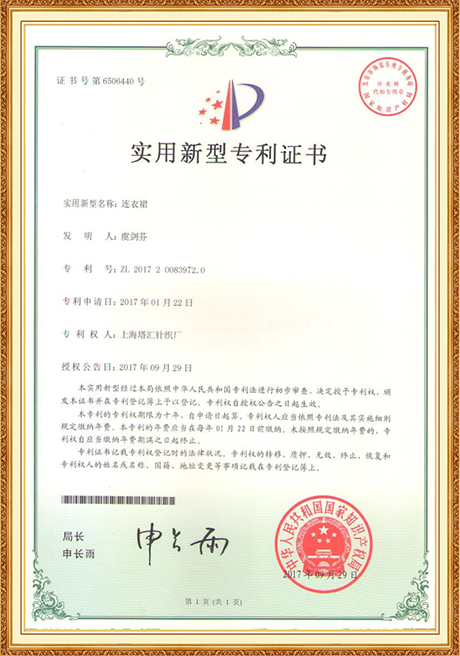 证书号第6506440号
实用新型专利证书
实用新型名称：连衣裙
发明人：虞剑芬
专利号：ZL 2017 2 0083972.0
专利申请日：2017年01月22日
专利权人：上海塔汇针织厂
授权公告日：2017年09月29日
本实用新型经过本局依照中华人民共和国专利法进行初步审查，决定授予专利权，颁
发本证书并在专利登记簿上予以登记，专利权自授权公告之日起生效。
本专利的专利权期限为十年，自申请日起算，专利权人应当依照专利法及其实施细则
规定缴纳年费。本专利的年费应当在每年01月22日前缴纳，未按照规定缴纳年费的，专
利权自应当缴纳年费期满之日起终止。
专利证书记载专利权登记时的法律状况，专利权的转移、质押、无效、终止、恢复和
专利权人的姓名或名称、国籍、地址变更等事项记载在专利登记簿上。
局长
申长雨
申长雨
中华人民共和国国家知识产权局
2017年09月29日
第 1 页 (共 1 页)